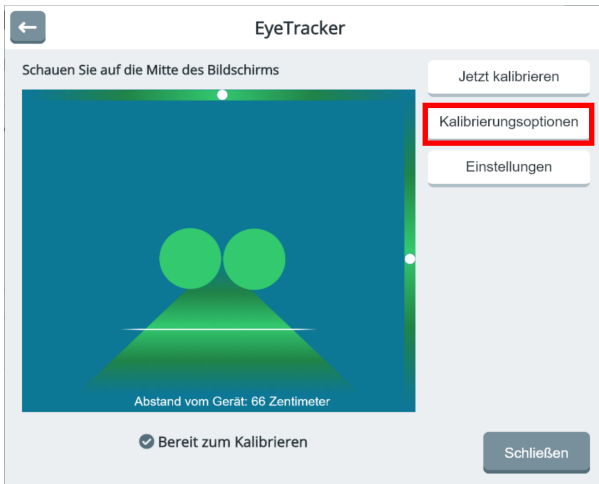 EyeTracker
Schauen Sie auf die Mitte des Bildschirms
Jetzt kalibrieren
Kalibrierungsoptionen
Einstellungen
Abstand vom Gerät: 66 Zentimeter
Bereit zum Kalibrieren
Schließen